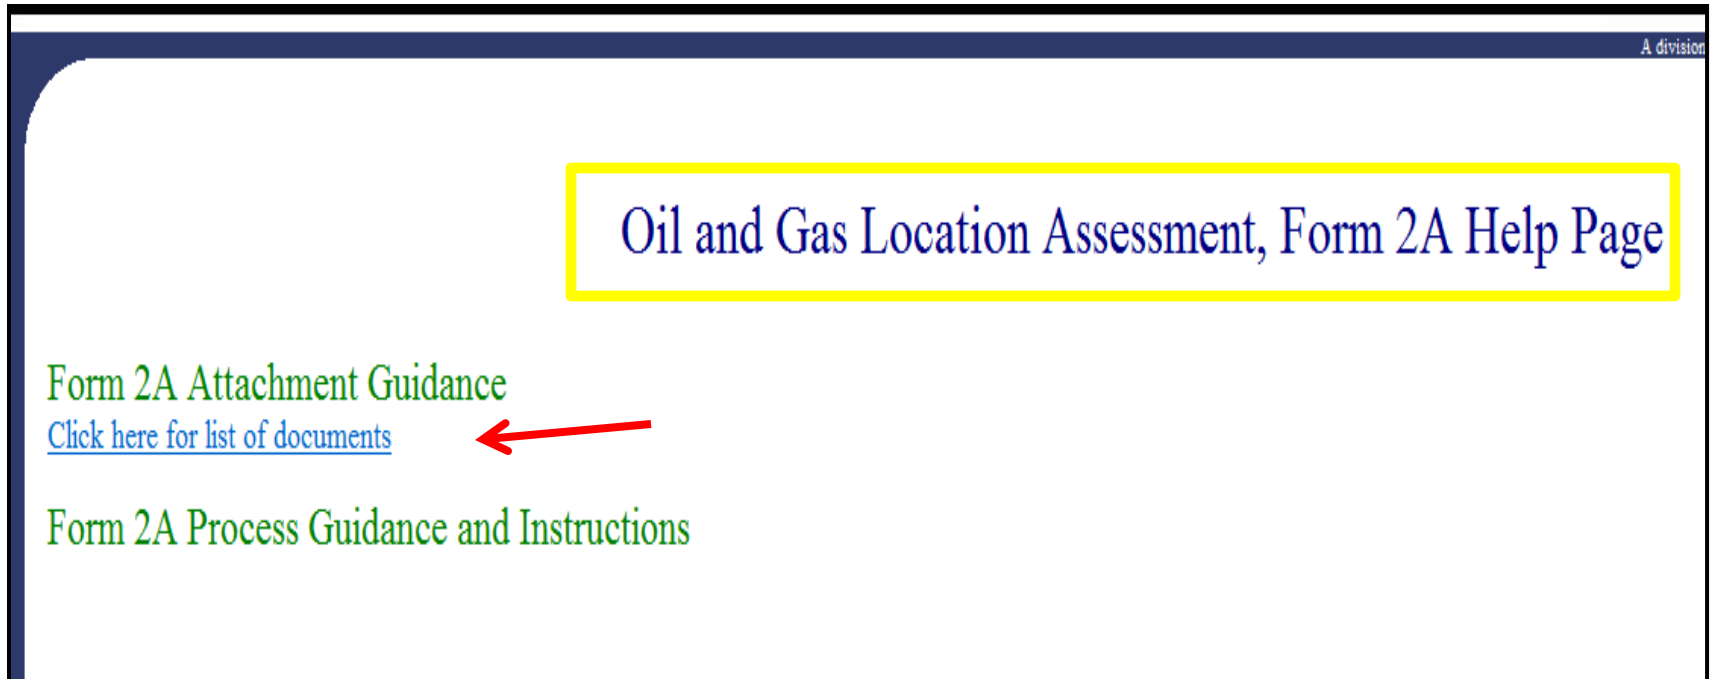 A division
Oil and Gas Location Assessment, Form 2A Help Page
Form 2A Attachment Guidance
Click here for list of documents
Form 2A Process Guidance and Instructions